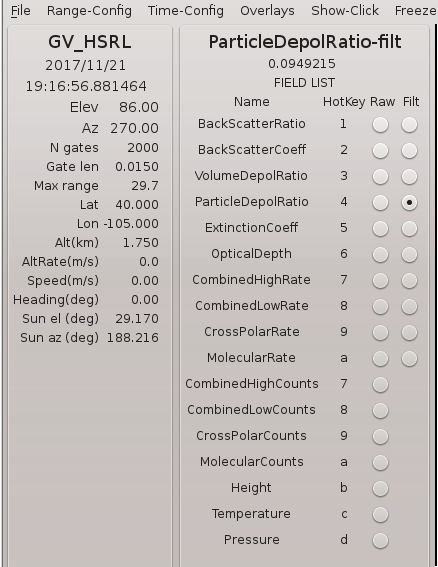 File Range-Config Time-Config Overlays Show-Click Freeze
GV_HSRL
2017/11/21
19:16:56.881464
Elev 86.00
Az 270.00
N gates 2000
Gate len 0.0150
Max range 29.7
Lat 40.000
Lon -105.000
Alt(km) 1.750
AltRate(m/s) 0.0
Speed(m/s) 0.00
Heading(deg) 0.00
Sun el (deg) 29.170
Sun az (deg) 188.216
ParticleDepolRatio-filt
0.0949215
FIELD LIST
Name HotKey Raw Filt
BackScatterRatio 1
BackScatterCoeff 2
VolumeDepolRatio 3
ParticleDepolRatio 4
ExtinctionCoeff 5
OpticalDepth 6
CombinedHighRate 7
CombinedLowRate 8
CrossPolarRate 9
MolecularRate a
CombinedHighCounts 7
CombinedLowCounts 8
CrossPolarCounts 9
MolecularCounts a
Height b
Temperature c
Pressure d